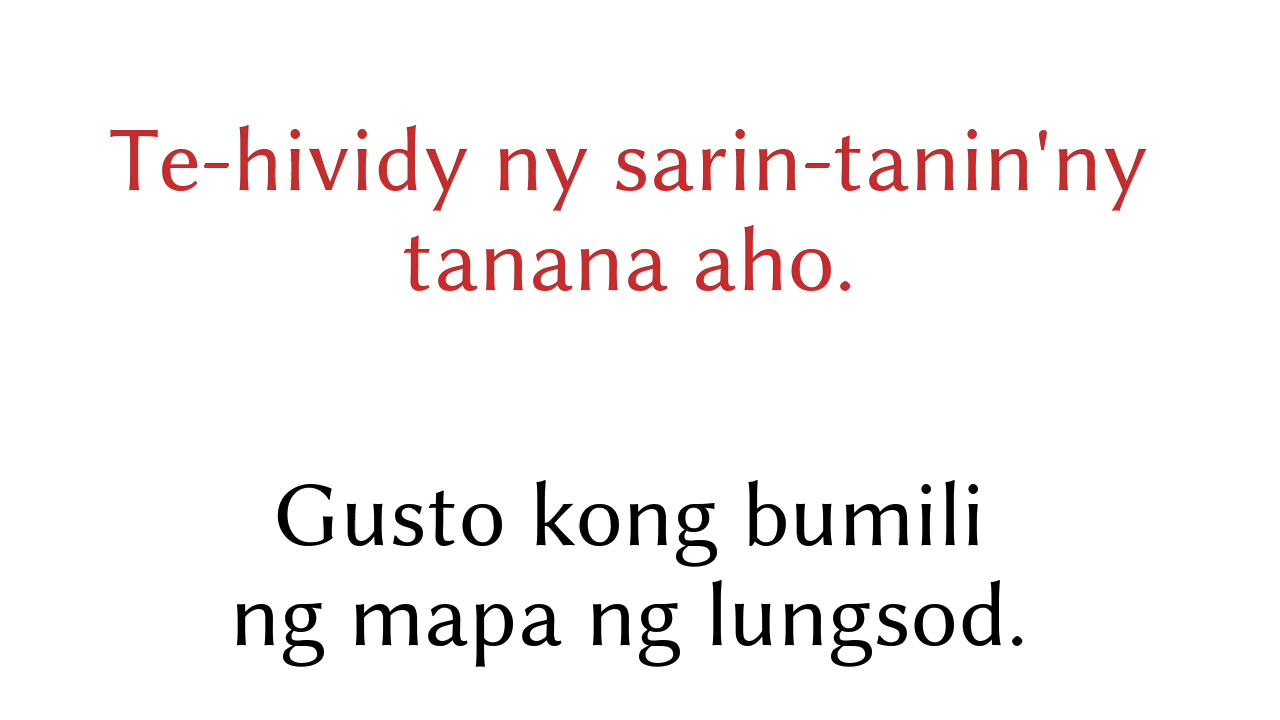 Te-hividy ny sarin-tanin'ny
tanana aho.
Gusto kong bumili
ng mapa ng lungsod.